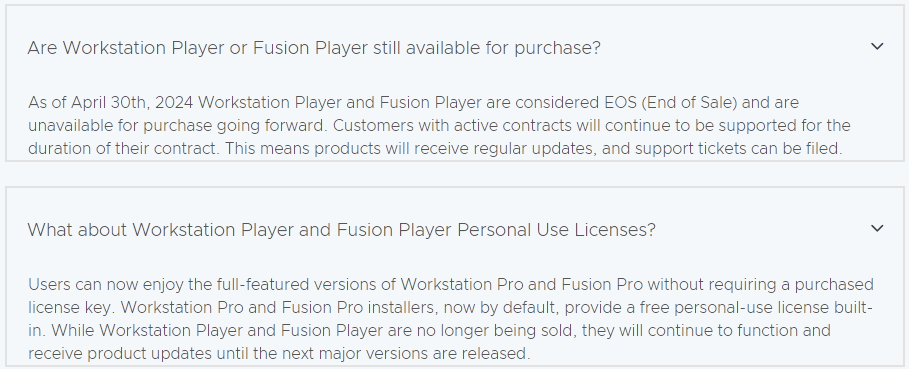 Are Workstation Player or Fusion Player still available for purchase?
As of April 30th, 2024 Workstation Player and Fusion Player are considered EOS (End of Sale) and are
unavailable for purchase going forward. Customers with active contracts will continue to be supported for the
duration of their contract. This means products will receive regular updates, and support tickets can be filed.
What about Workstation Player and Fusion Player Personal Use Licenses?
Users can now enjoy the full-featured versions of Workstation Pro and Fusion Pro without requiring a purchased
license key. Workstation Pro and Fusion Pro installers, now by default, provide a free personal-use license built-
in. While Workstation Player and Fusion Player are no longer being sold, they will continue to function and
receive product updates until the next major versions are released.